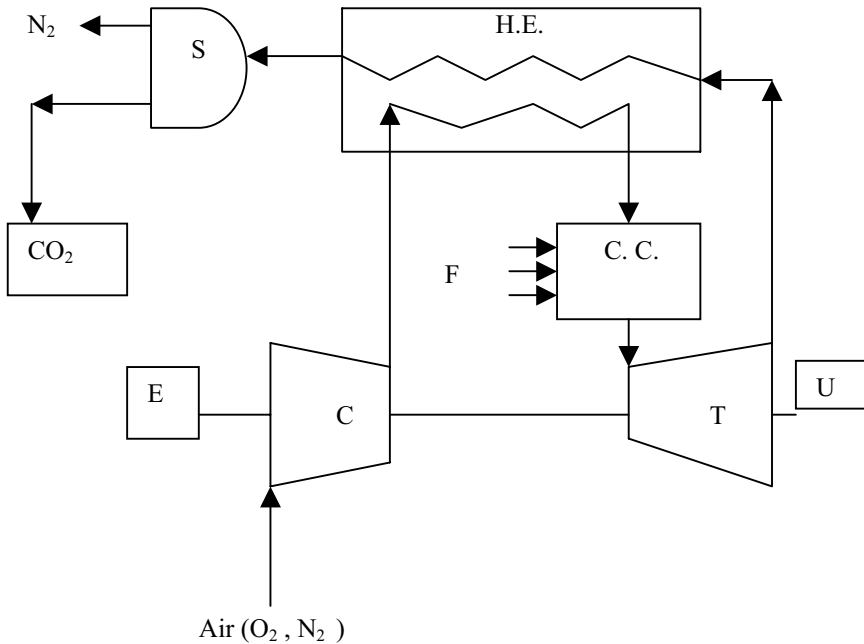 N₂
S
H.E.
CO₂
F
C. C.
E
C
T
U
Air (O₂ , N₂ )